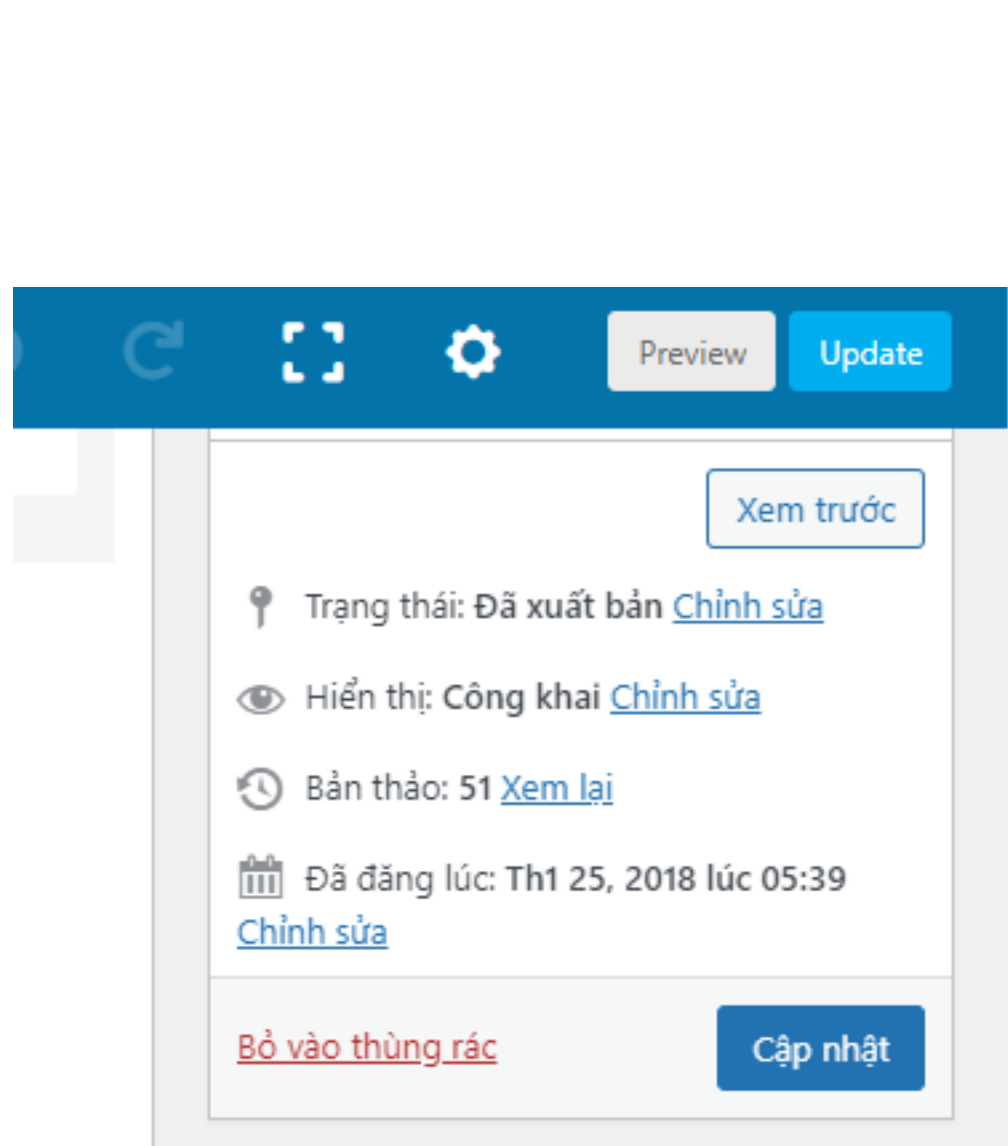 Preview Update
Xem trước
Trạng thái: Đã xuất bản Chỉnh sửa
Hiển thị: Công khai Chỉnh sửa
Bản thảo: 51 Xem lại
Đã đăng lúc: Th1 25, 2018 lúc 05:39
Chỉnh sửa
Bỏ vào thùng rác Cập nhật